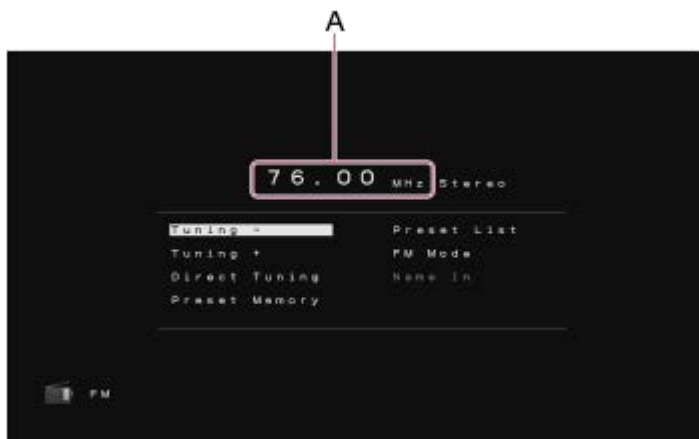 A
76.00 MHz Stereo
Tuning -
Tuning +
Direct Tuning
Preset Memory
Preset List
FM Mode
Name In
FM